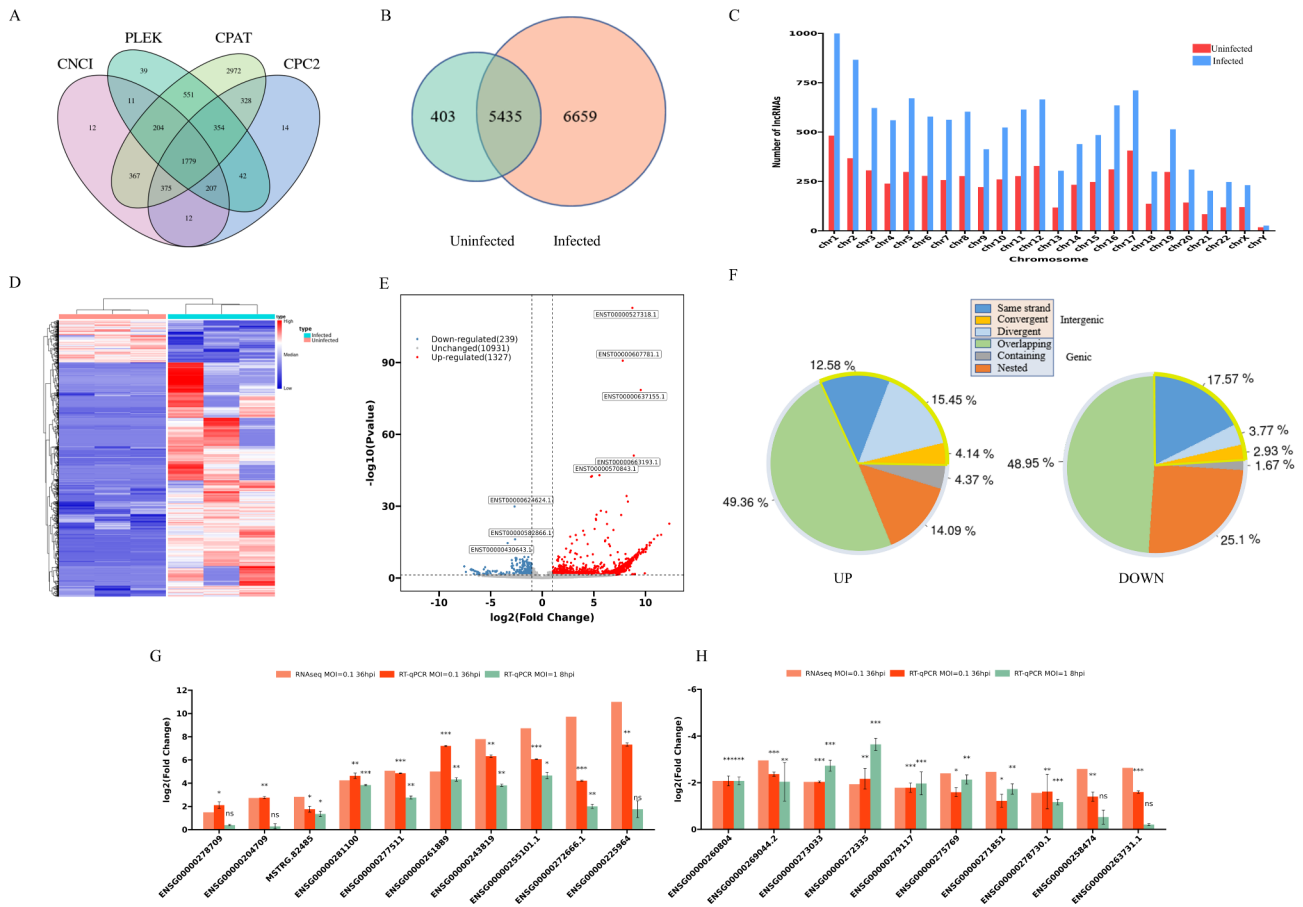 A
CNCI
PLEK
CPAT
CPC2
39
2972
11
551
328
12
204
354
14
1779
367
375
207
42
12
B
403
5435
6659
Uninfected
Infected
C
Number of lncRNAs
1000
750
500
250
0
Uninfected
Infected
chr1
chr2
chr3
chr4
chr5
chr6
chr7
chr8
chr9
chr10
chr11
chr12
chr13
chr14
chr15
chr16
chr17
chr18
chr19
chr20
chr21
chr22
chrX
chrY
Chromosome
D
type
High
Median
Low
type
Infected
Uninfected
E
-log10(Pvalue)
90
60
30
0
Down-regulated(239)
Unchanged(10931)
Up-regulated(1327)
ENST00000527318.1
ENST00000607781.1
ENST00000637155.1
ENST00000663193.1
ENST00000570843.1
ENST00000624624.1
ENST00000582866.1
ENST00000430643.1
-10
-5
0
5
10
log2(Fold Change)
F
Same strand
Convergent
Divergent
Intergenic
Overlapping
Containing
Nested
Genic
12.58 %
15.45 %
4.14 %
4.37 %
14.09 %
49.36 %
UP
17.57 %
3.77 %
2.93 %
1.67 %
25.1 %
48.95 %
DOWN
G
RNAseq MOI=0.1 36hpi
RT-qPCR MOI=0.1 36hpi
RT-qPCR MOI=1 8hpi
log2(Fold Change)
12
10
8
6
4
2
0
* ns
** ns
* *
** ***
*** **
*** **
** **
*** *
*** **
** ns
ENSG00000278709
ENSG00000204709
MSTRG.82485
ENSG00000281100
ENSG00000277511
ENSG00000261889
ENSG00000243819
ENSG00000255101.1
ENSG00000272666.1
ENSG00000225964
H
RNAseq MOI=0.1 36hpi
RT-qPCR MOI=0.1 36hpi
RT-qPCR MOI=1 8hpi
log2(Fold Change)
-6
-4
-2
0
******
*** **
*** ***
** ***
*** ***
* **
* **
** ***
** ns
*** ns
ENSG00000260804
ENSG00000269044.2
ENSG00000273033
ENSG00000272335
ENSG00000279117
ENSG00000275769
ENSG00000271851
ENSG00000278730.1
ENSG00000258474
ENSG00000263731.1